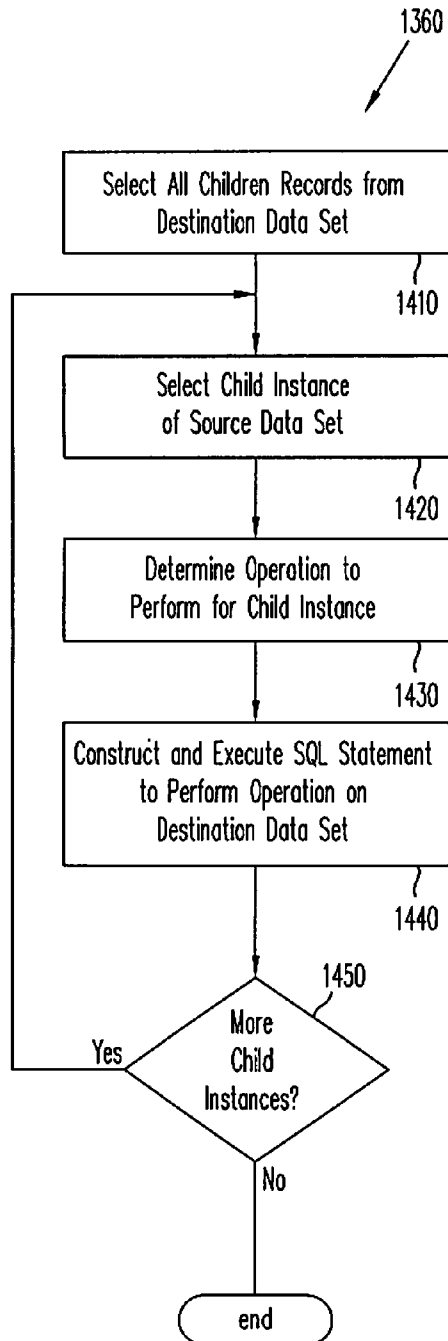 1360
Select All Children Records from
Destination Data Set
1410
Select Child Instance
of Source Data Set
1420
Determine Operation to
Perform for Child Instance
1430
Construct and Execute SQL Statement
to Perform Operation on
Destination Data Set
1440
1450
More
Child
Instances?
Yes
No
end